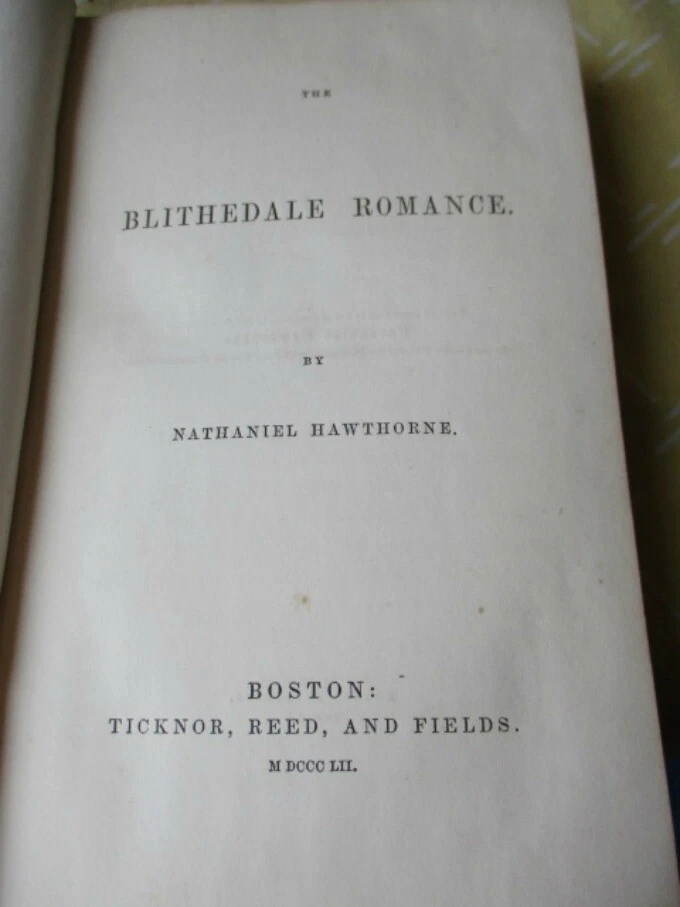 THE
BLITHEDALE ROMANCE.
BY
NATHANIEL HAWTHORNE.
BOSTON:
TICKNOR, REED, AND FIELDS.
M DCCC LII.